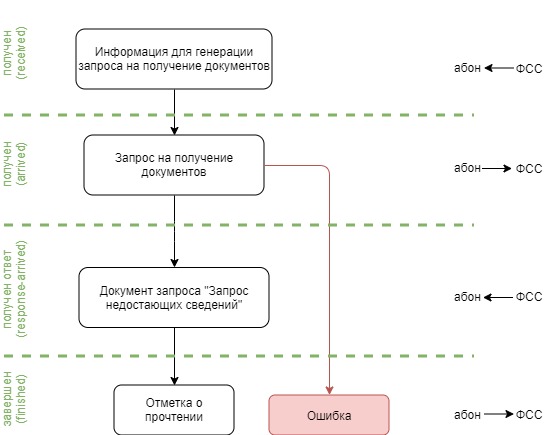 получен
(received)
Информация для генерации
запроса на получение документов
абон
ФСС
получен
(arrived)
Запрос на получение
документов
абон
ФСС
получен ответ
(response-arrived)
Документ запроса "Запрос
недостающих сведений"
абон
ФСС
завершен
(finished)
Отметка о
прочтении
Ошибка
абон
ФСС